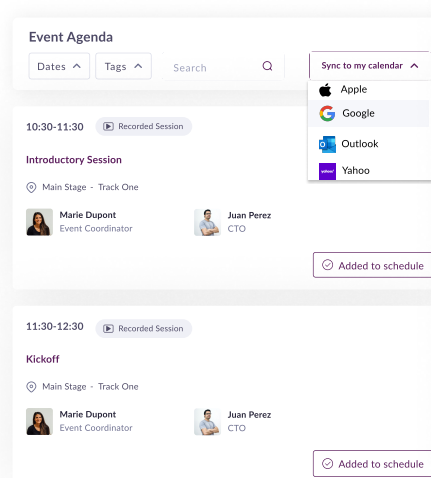 Event Agenda
Dates
Tags
Search
Sync to my calendar
Apple
Google
Outlook
Yahoo
10:30-11:30
Recorded Session
Introductory Session
Main Stage - Track One
Marie Dupont
Event Coordinator
Juan Perez
CTO
Added to schedule
11:30-12:30
Recorded Session
Kickoff
Main Stage - Track One
Marie Dupont
Event Coordinator
Juan Perez
CTO
Added to schedule